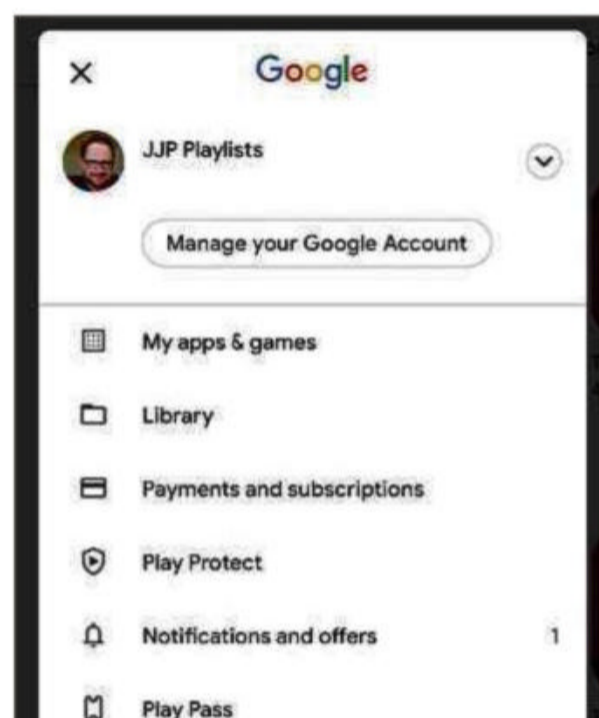 Google
JJP Playlists
Manage your Google Account
My apps & games
Library
Payments and subscriptions
Play Protect
Notifications and offers 1
Play Pass